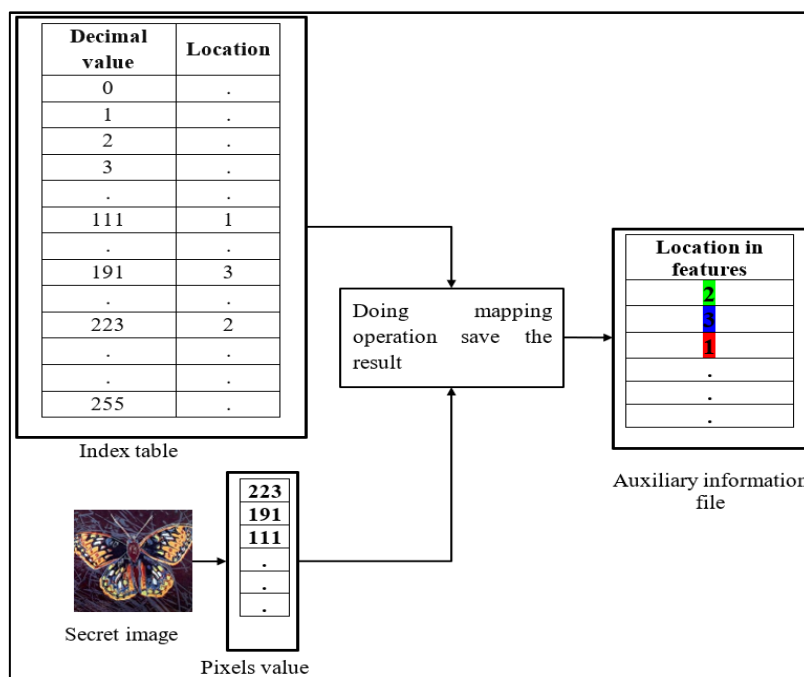 Decimal value Location
0 .
1 .
2 .
3 .
. .
111 1
. .
191 3
. .
223 2
. .
. .
255 .
Index table
Doing mapping
operation save the
result
Location in
features
2
3
1
.
.
.
Auxiliary information
file
223
191
111
.
.
.
Secret image
Pixels value